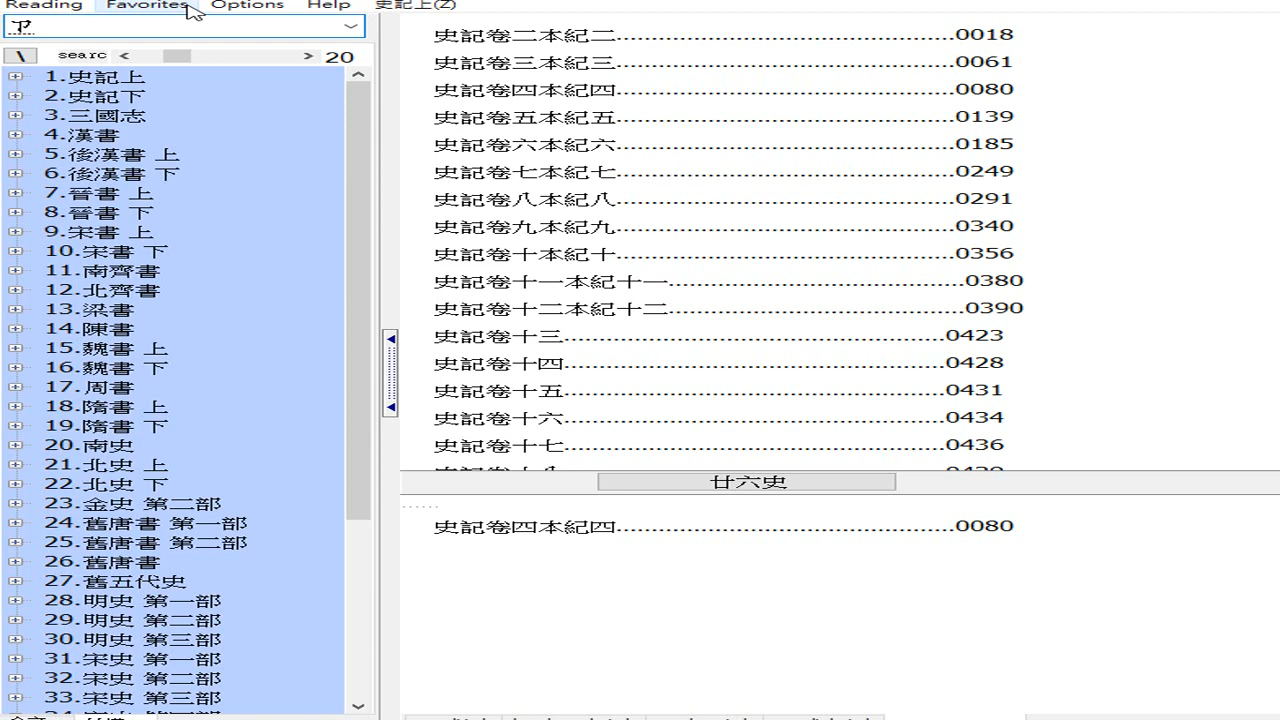 Reading Favorites Options Help 史記上(Z)
ㄗ
\ searc < > 20
1.史記上
2.史記下
3.三國志
4.漢書
5.後漢書 上
6.後漢書 下
7.晉書 上
8.晉書 下
9.宋書 上
10.宋書 下
11.南齊書
12.北齊書
13.梁書
14.陳書
15.魏書 上
16.魏書 下
17.周書
18.隋書 上
19.隋書 下
20.南史
21.北史 上
22.北史 下
23.金史 第二部
24.舊唐書 第一部
25.舊唐書 第二部
26.舊唐書
27.舊五代史
28.明史 第一部
29.明史 第二部
30.明史 第三部
31.宋史 第一部
32.宋史 第二部
33.宋史 第三部
史記卷二本紀二...................................0018
史記卷三本紀三...................................0061
史記卷四本紀四...................................0080
史記卷五本紀五...................................0139
史記卷六本紀六...................................0185
史記卷七本紀七...................................0249
史記卷八本紀八...................................0291
史記卷九本紀九...................................0340
史記卷十本紀十...................................0356
史記卷十一本紀十一...............................0380
史記卷十二本紀十二...............................0390
史記卷十三.......................................0423
史記卷十四.......................................0428
史記卷十五.......................................0431
史記卷十六.......................................0434
史記卷十七.......................................0436
廿六史
......
史記卷四本紀四...................................0080